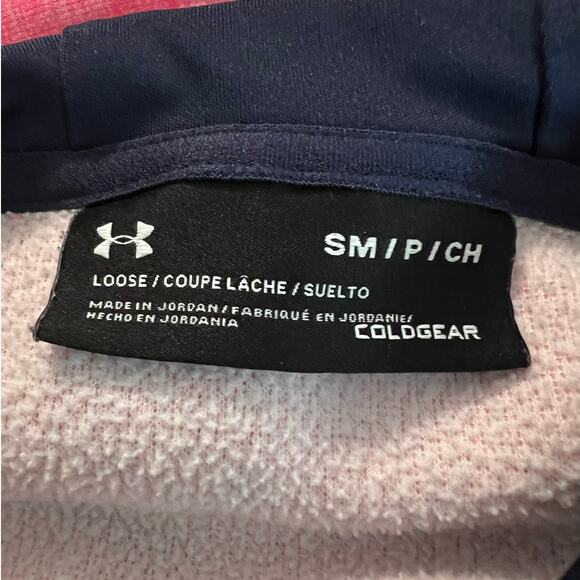 SM / P / CH
LOOSE / COUPE LÂCHE / SUELTO
MADE IN JORDAN / FABRIQUÉ EN JORDANIE/
HECHO EN JORDANIA
COLDGEAR